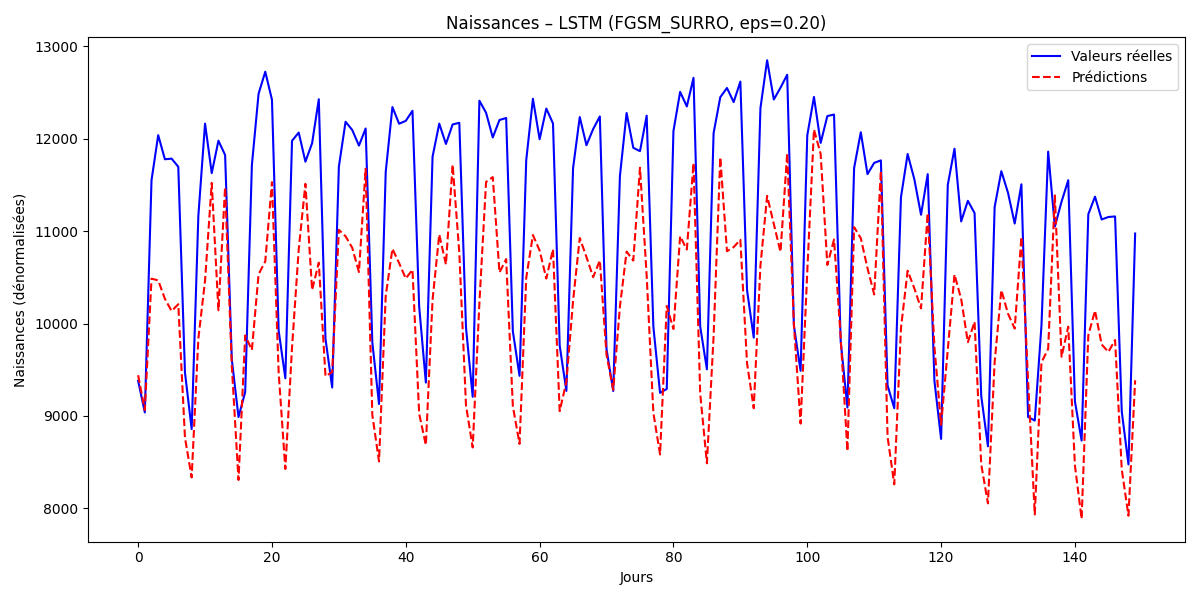 Naissances – LSTM (FGSM_SURRO, eps=0.20)
Valeurs réelles
Prédictions
13000
12000
11000
10000
9000
8000
Naissances (dénormalisées)
0 20 40 60 80 100 120 140
Jours